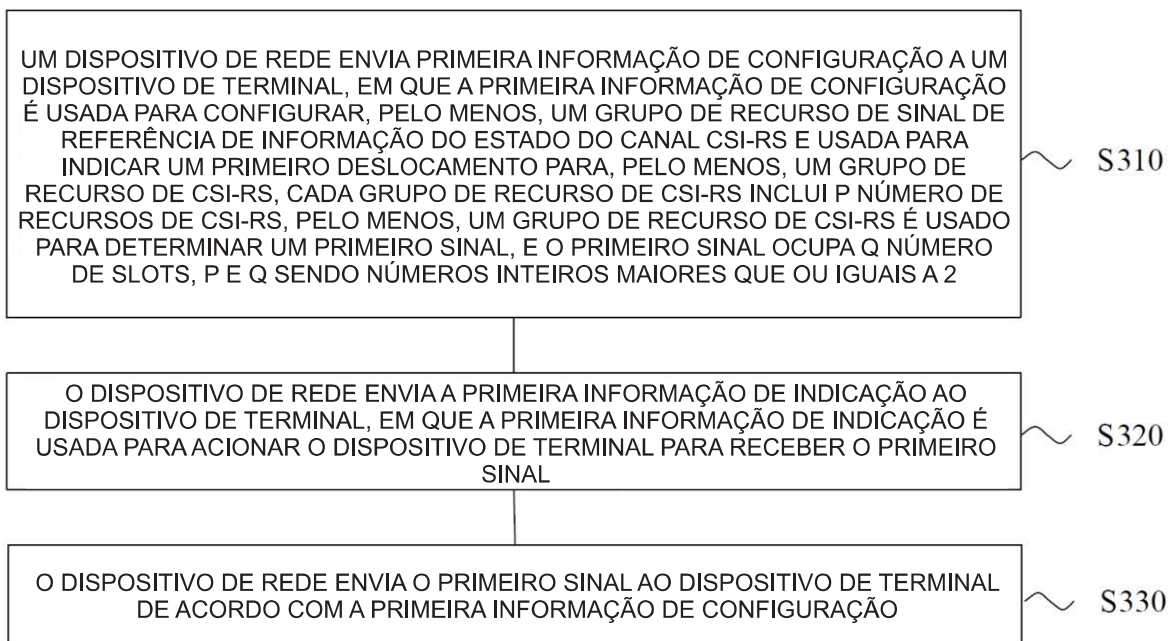 UM DISPOSITIVO DE REDE ENVIA PRIMEIRA INFORMAÇÃO DE CONFIGURAÇÃO A UM
DISPOSITIVO DE TERMINAL, EM QUE A PRIMEIRA INFORMAÇÃO DE CONFIGURAÇÃO
É USADA PARA CONFIGURAR, PELO MENOS, UM GRUPO DE RECURSO DE SINAL DE
REFERÊNCIA DE INFORMAÇÃO DO ESTADO DO CANAL CSI-RS E USADA PARA
INDICAR UM PRIMEIRO DESLOCAMENTO PARA, PELO MENOS, UM GRUPO DE
RECURSO DE CSI-RS, CADA GRUPO DE RECURSO DE CSI-RS INCLUI P NÚMERO DE
RECURSOS DE CSI-RS, PELO MENOS, UM GRUPO DE RECURSO DE CSI-RS É USADO
PARA DETERMINAR UM PRIMEIRO SINAL, E O PRIMEIRO SINAL OCUPA Q NÚMERO
DE SLOTS, P E Q SENDO NÚMEROS INTEIROS MAIORES QUE OU IGUAIS A 2
S310
O DISPOSITIVO DE REDE ENVIA A PRIMEIRA INFORMAÇÃO DE INDICAÇÃO AO
DISPOSITIVO DE TERMINAL, EM QUE A PRIMEIRA INFORMAÇÃO DE INDICAÇÃO É
USADA PARA ACIONAR O DISPOSITIVO DE TERMINAL PARA RECEBER O PRIMEIRO
SINAL
S320
O DISPOSITIVO DE REDE ENVIA O PRIMEIRO SINAL AO DISPOSITIVO DE TERMINAL
DE ACORDO COM A PRIMEIRA INFORMAÇÃO DE CONFIGURAÇÃO
S330